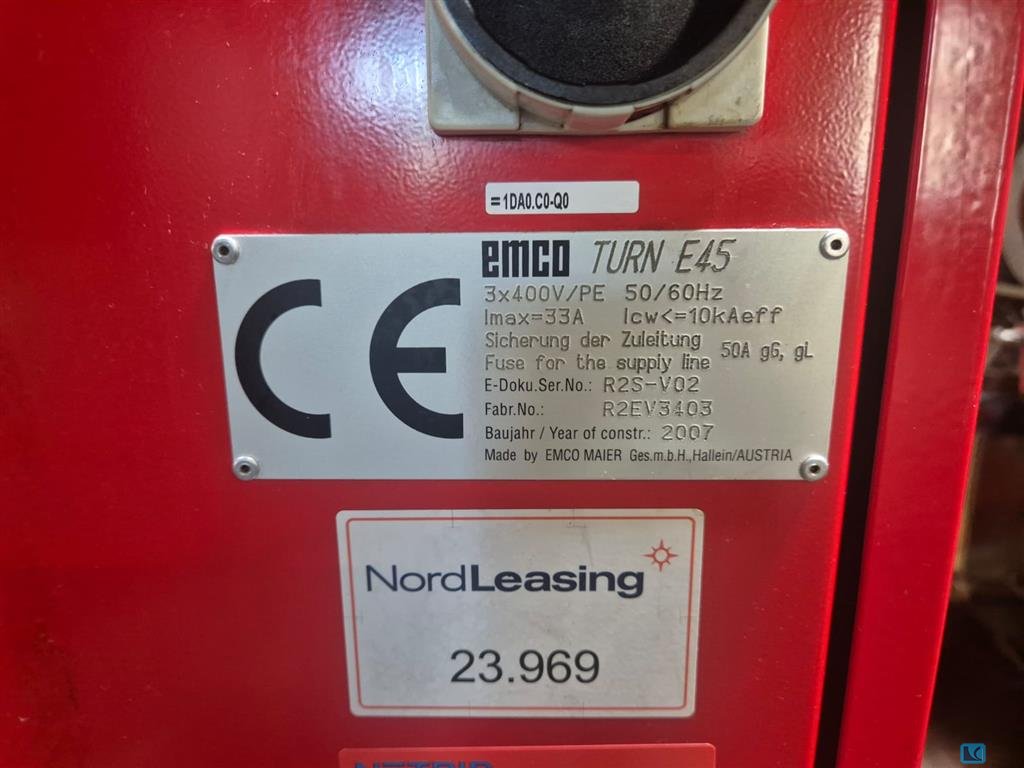 =1DA0.C0-Q0
emco TURN E45
3x400V/PE 50/60Hz
Imax=33A Icw<=10kAeff
Sicherung der Zuleitung
Fuse for the supply line 50A gG, gL
E-Doku.Ser.No.: R2S-V02
Fabr.No.: R2EV3403
Baujahr / Year of constr.: 2007
Made by EMCO MAIER Ges.m.b.H.,Hallein/AUSTRIA
CE
NordLeasing
23.969